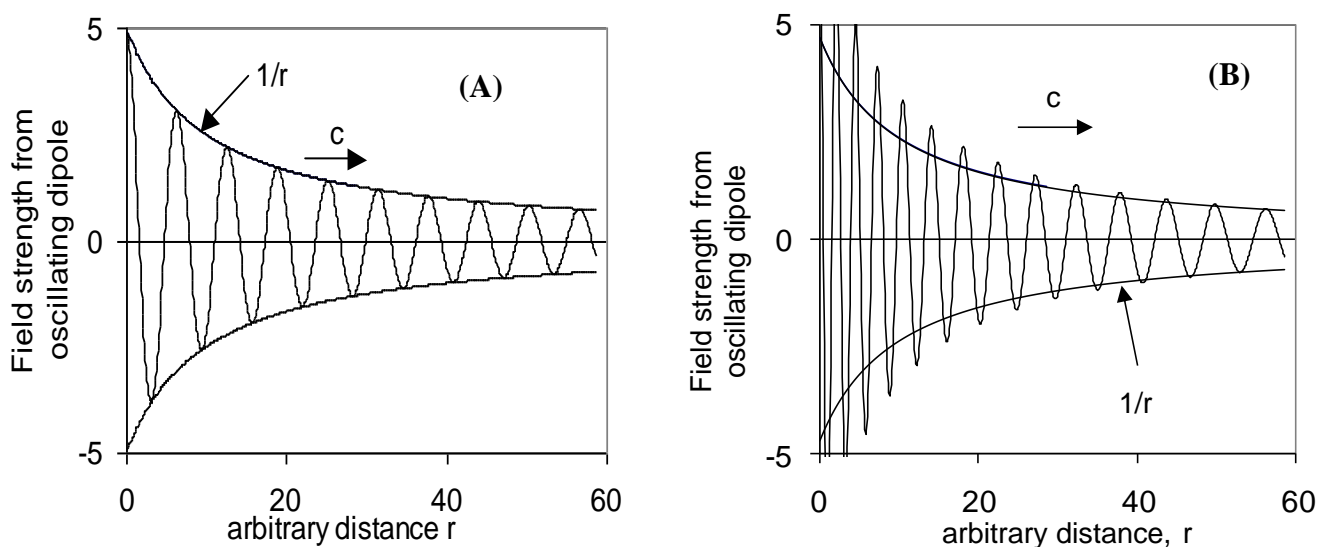 5
0
-5
0
20
40
60
Field strength from
oscillating dipole
arbitrary distance r
1/r
c
(A)
5
0
-5
0
20
40
60
Field strength from
oscillating dipole
arbitrary distance, r
(B)
c
1/r